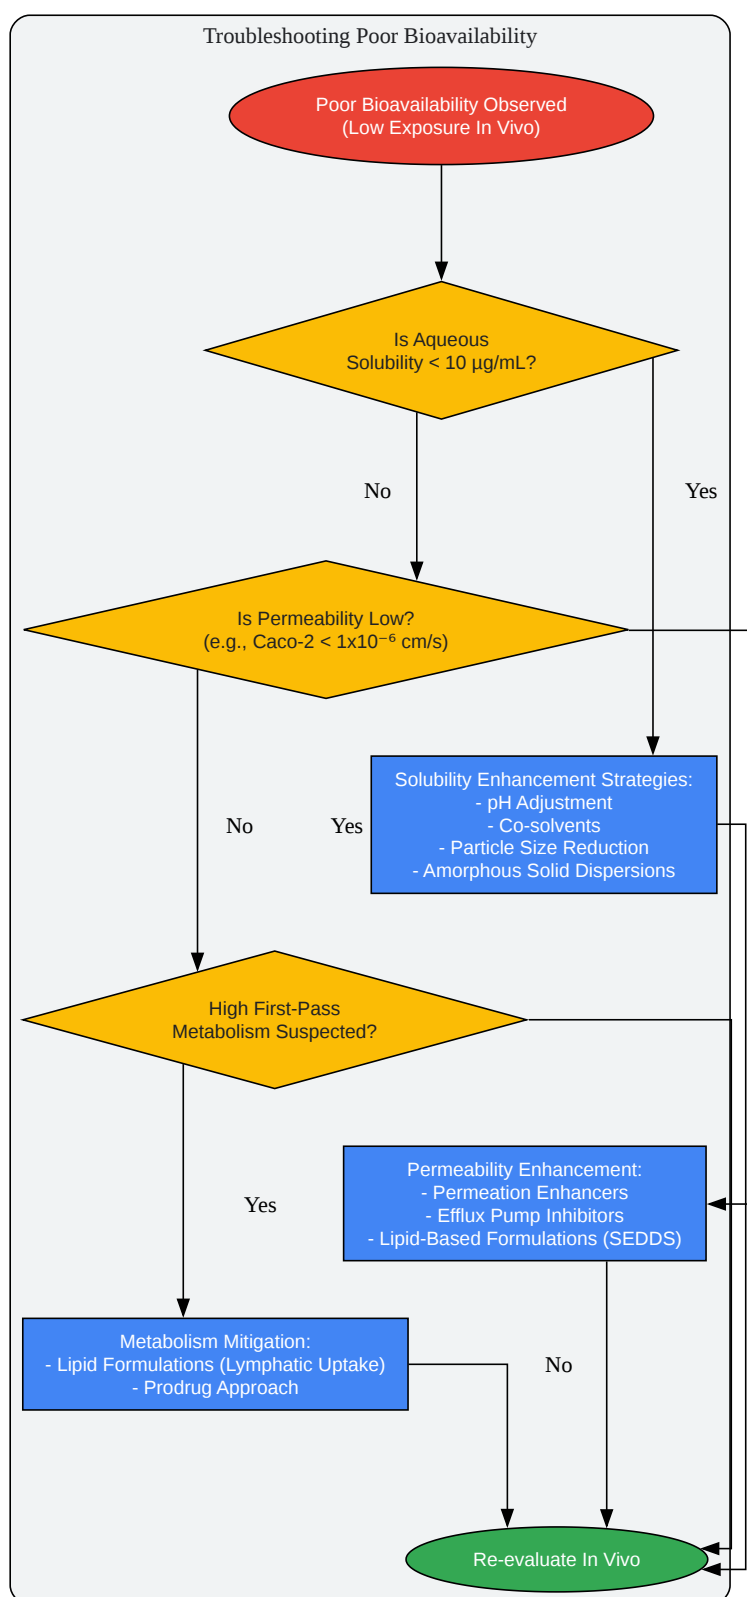 Troubleshooting Poor Bioavailability
Poor Bioavailability Observed
(Low Exposure In Vivo)
Is Aqueous
Solubility < 10 µg/mL?
No
Yes
Is Permeability Low?
(e.g., Caco-2 < 1x10⁻⁶ cm/s)
Solubility Enhancement Strategies:
- pH Adjustment
- Co-solvents
- Particle Size Reduction
- Amorphous Solid Dispersions
No
Yes
High First-Pass
Metabolism Suspected?
Permeability Enhancement:
- Permeation Enhancers
- Efflux Pump Inhibitors
- Lipid-Based Formulations (SEDDS)
Yes
Metabolism Mitigation:
- Lipid Formulations (Lymphatic Uptake)
- Prodrug Approach
No
Re-evaluate In Vivo